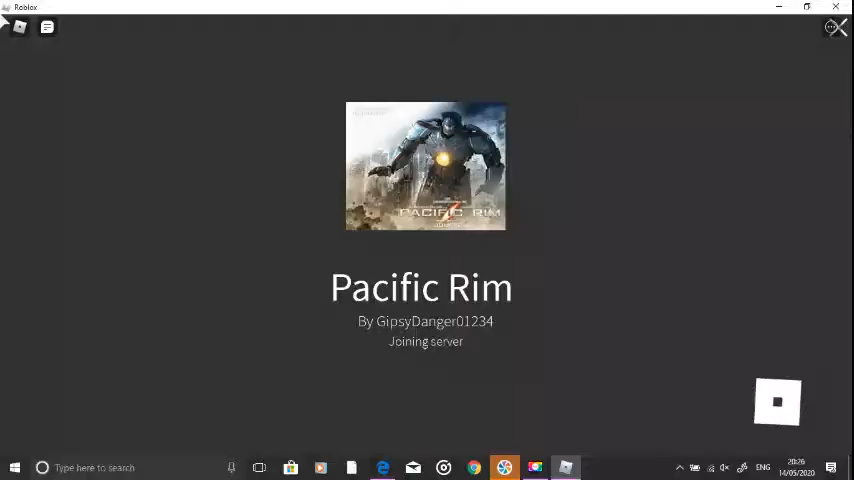 Roblox
PACIFIC RIM
Pacific Rim
By GipsyDanger01234
Joining server
Type here to search
ENG
20:26
14/05/2020